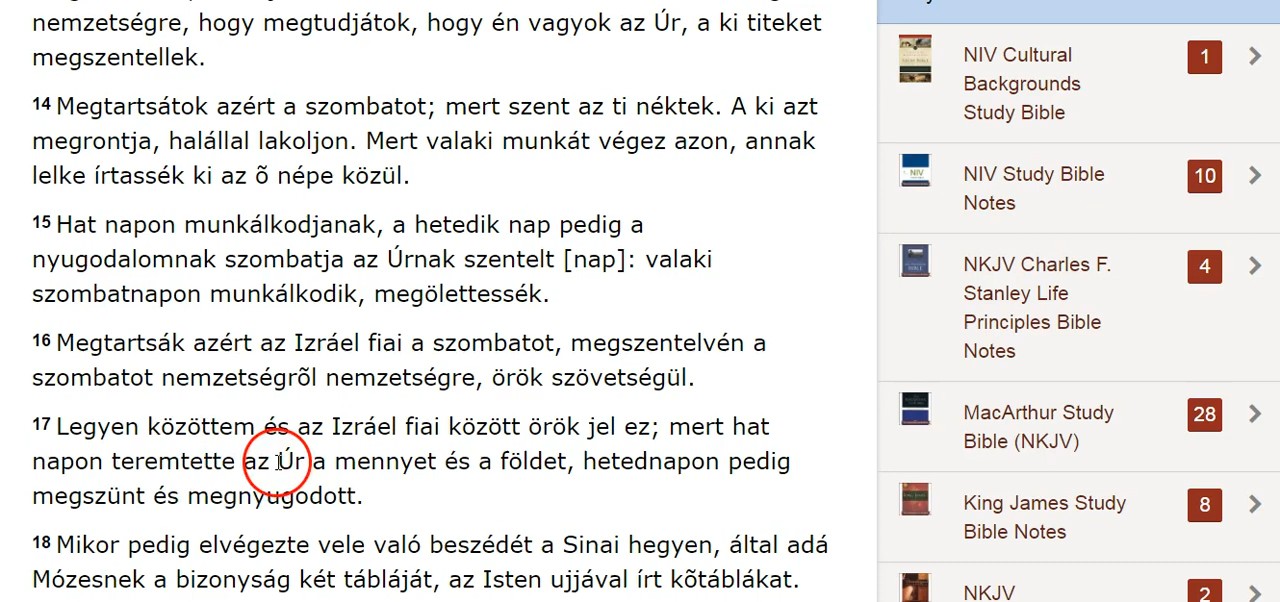 nemzetségre, hogy megtudjátok, hogy én vagyok az Úr, a ki titeket
megszentellek.
14 Megtartsátok azért a szombatot; mert szent az ti néktek. A ki azt
megrontja, halállal lakoljon. Mert valaki munkát végez azon, annak
lelke írtassék ki az õ népe közül.
15 Hat napon munkálkodjanak, a hetedik nap pedig a
nyugodalomnak szombatja az Úrnak szentelt [nap]: valaki
szombatnapon munkálkodik, megölettessék.
16 Megtartsák azért az Izráel fiai a szombatot, megszentelvén a
szombatot nemzetségrõl nemzetségre, örök szövetségül.
17 Legyen közöttem és az Izráel fiai között örök jel ez; mert hat
napon teremtette az Úr a mennyet és a földet, hetednapon pedig
megszünt és megnyugodott.
18 Mikor pedig elvégezte vele való beszédét a Sinai hegyen, által adá
Mózesnek a bizonyság két tábláját, az Isten ujjával írt kõtáblákat.
NIV Cultural
Backgrounds
Study Bible
1
NIV Study Bible
Notes
10
NKJV Charles F.
Stanley Life
Principles Bible
Notes
4
MacArthur Study
Bible (NKJV)
28
King James Study
Bible Notes
8
NKJV
2